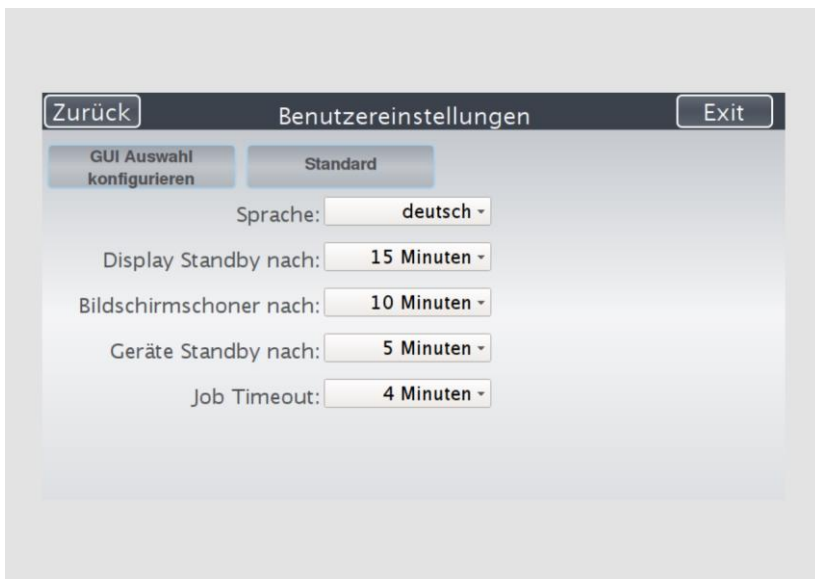 Zurück Benutzereinstellungen Exit
GUI Auswahl
konfigurieren
Standard
Sprache: deutsch
Display Standby nach: 15 Minuten
Bildschirmschoner nach: 10 Minuten
Geräte Standby nach: 5 Minuten
Job Timeout: 4 Minuten